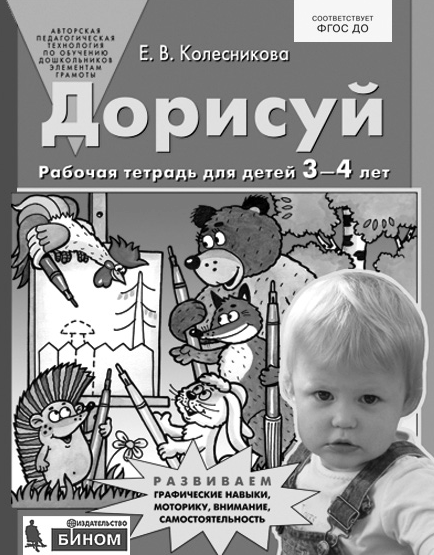 АВТОРСКАЯ
ПЕДАГОГИЧЕСКАЯ
ТЕХНОЛОГИЯ
ПО ОБУЧЕНИЮ
ДОШКОЛЬНИКОВ
ЭЛЕМЕНТАМ
ГРАМОТЫ
СООТВЕТСТВУЕТ
ФГОС ДО
Е. В. Колесникова
Дорисуй
Рабочая тетрадь для детей 3–4 лет
РАЗВИВАЕМ
ГРАФИЧЕСКИЕ НАВЫКИ,
МОТОРИКУ, ВНИМАНИЕ,
САМОСТОЯТЕЛЬНОСТЬ
ИЗДАТЕЛЬСТВО
БИНОМ